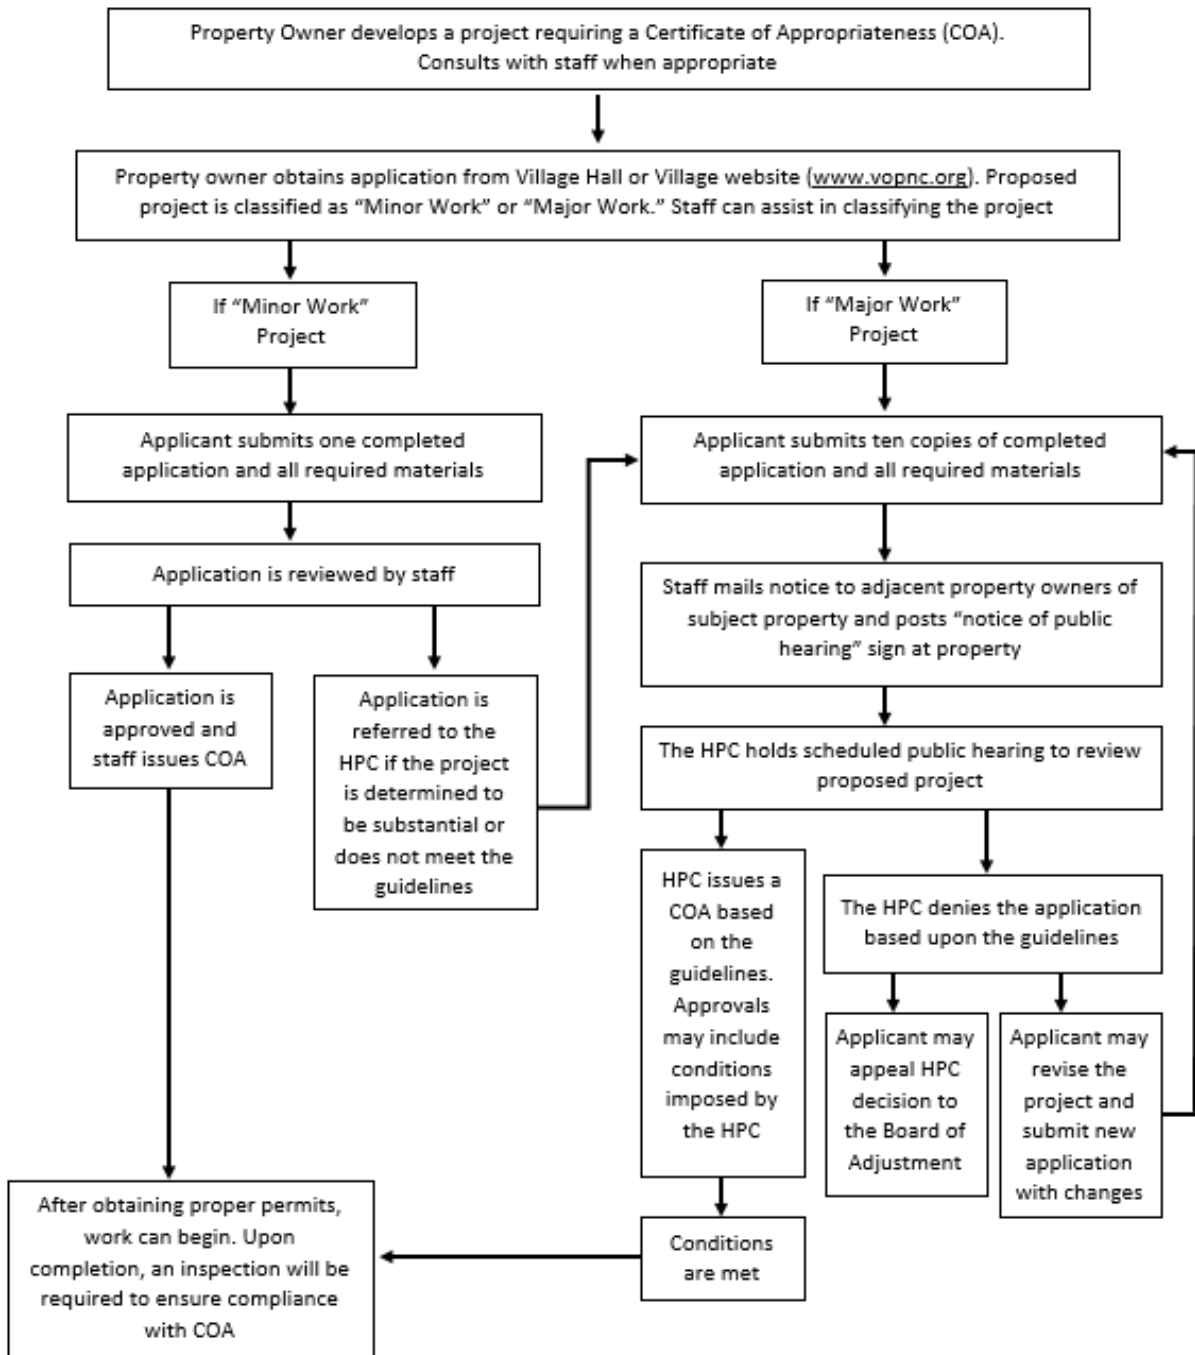 Property Owner develops a project requiring a Certificate of Appropriateness (COA).
Consults with staff when appropriate
Property owner obtains application from Village Hall or Village website (www.vopnc.org). Proposed
project is classified as “Minor Work” or “Major Work.” Staff can assist in classifying the project
If “Minor Work”
Project
If “Major Work”
Project
Applicant submits one completed
application and all required materials
Applicant submits ten copies of completed
application and all required materials
Application is reviewed by staff
Staff mails notice to adjacent property owners of
subject property and posts “notice of public
hearing” sign at property
Application is
approved and
staff issues COA
Application is
referred to the
HPC if the project
is determined to
be substantial or
does not meet the
guidelines
The HPC holds scheduled public hearing to review
proposed project
HPC issues a
COA based
on the
guidelines.
Approvals
may include
conditions
imposed by
the HPC
The HPC denies the application
based upon the guidelines
Applicant may
appeal HPC
decision to
the Board of
Adjustment
Applicant may
revise the
project and
submit new
application
with changes
After obtaining proper permits,
work can begin. Upon
completion, an inspection will be
required to ensure compliance
with COA
Conditions
are met